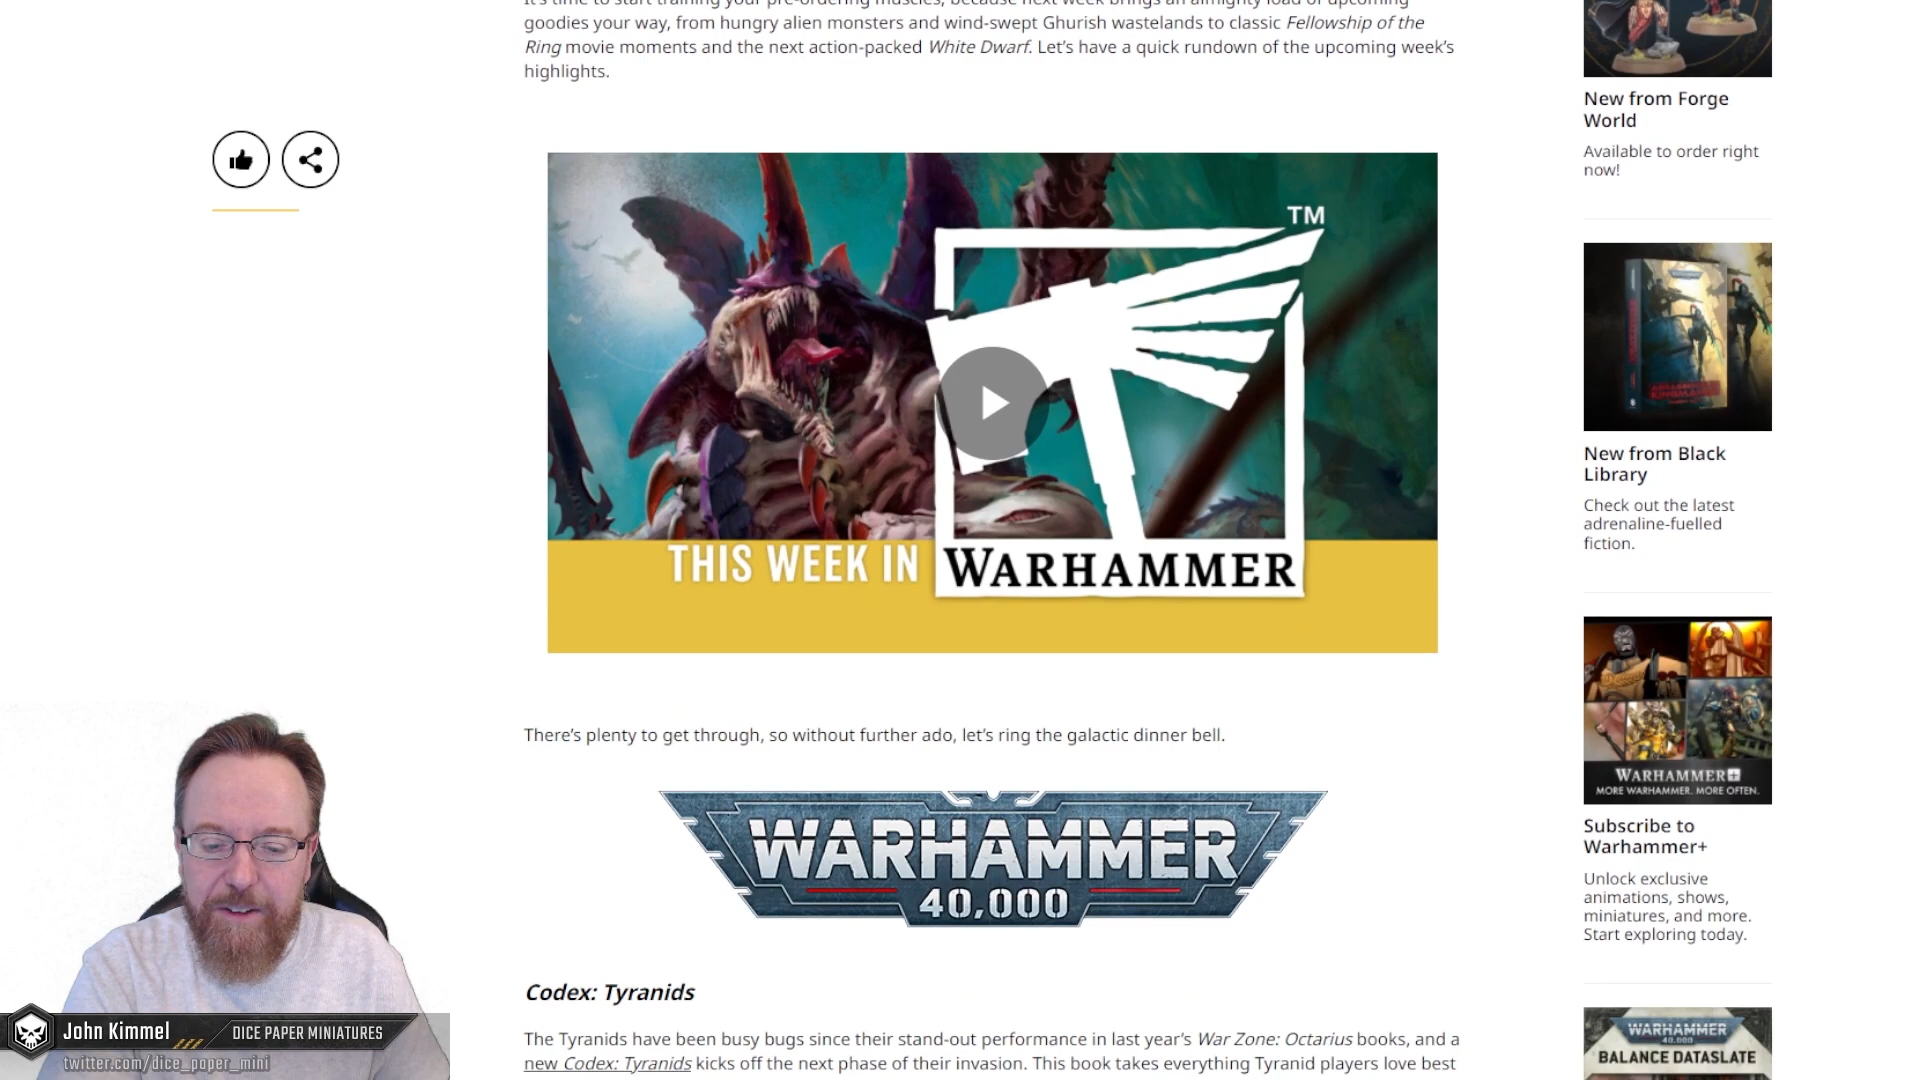 It's time to start training your pre-ordering muscles, because next week brings an almighty load of upcoming
goodies your way, from hungry alien monsters and wind-swept Ghurish wastelands to classic Fellowship of the
Ring movie moments and the next action-packed White Dwarf. Let's have a quick rundown of the upcoming week's
highlights.
TM
THIS WEEK IN WARHAMMER
There's plenty to get through, so without further ado, let's ring the galactic dinner bell.
WARHAMMER
40,000
Codex: Tyranids
The Tyranids have been busy bugs since their stand-out performance in last year's War Zone: Octarius books, and a
new Codex: Tyranids kicks off the next phase of their invasion. This book takes everything Tyranid players love best
New from Forge
World
Available to order right
now!
New from Black
Library
Check out the latest
adrenaline-fuelled
fiction.
WARHAMMER+
MORE WARHAMMER. MORE OFTEN.
Subscribe to
Warhammer+
Unlock exclusive
animations, shows,
miniatures, and more.
Start exploring today.
WARHAMMER
40,000
BALANCE DATASLATE
John Kimmel
DICE PAPER MINIATURES
twitter.com/dice_paper_mini